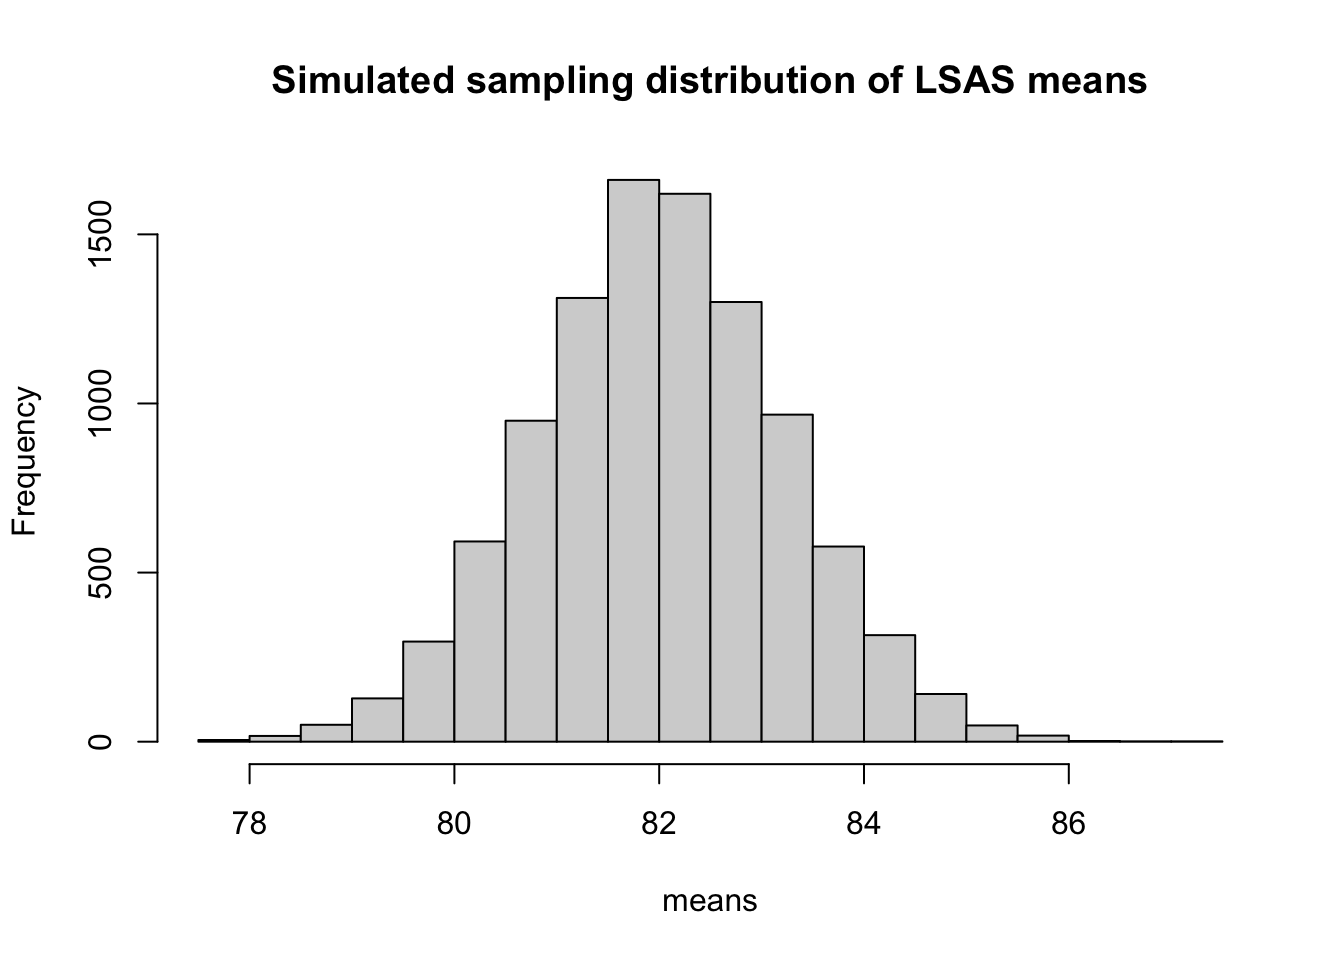 Simulated sampling distribution of LSAS means
1500
1000
500
0
Frequency
78 80 82 84 86
means